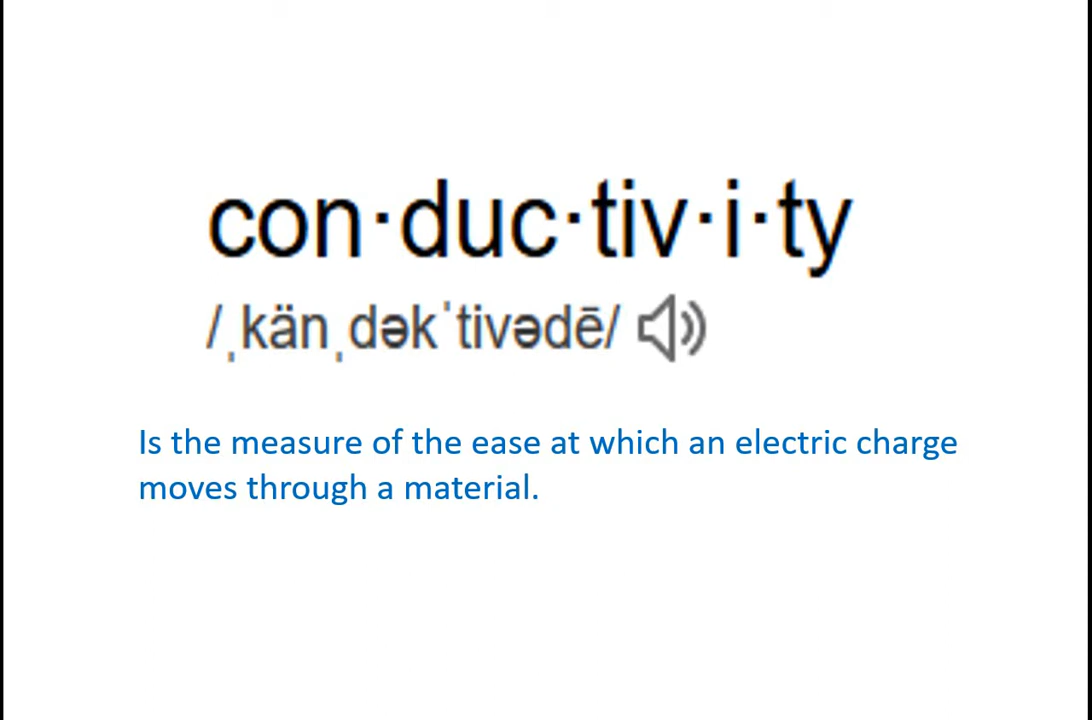 con·duc·tiv·i·ty
/ˌkänˌdəkˈtivədē/
Is the measure of the ease at which an electric charge
moves through a material.